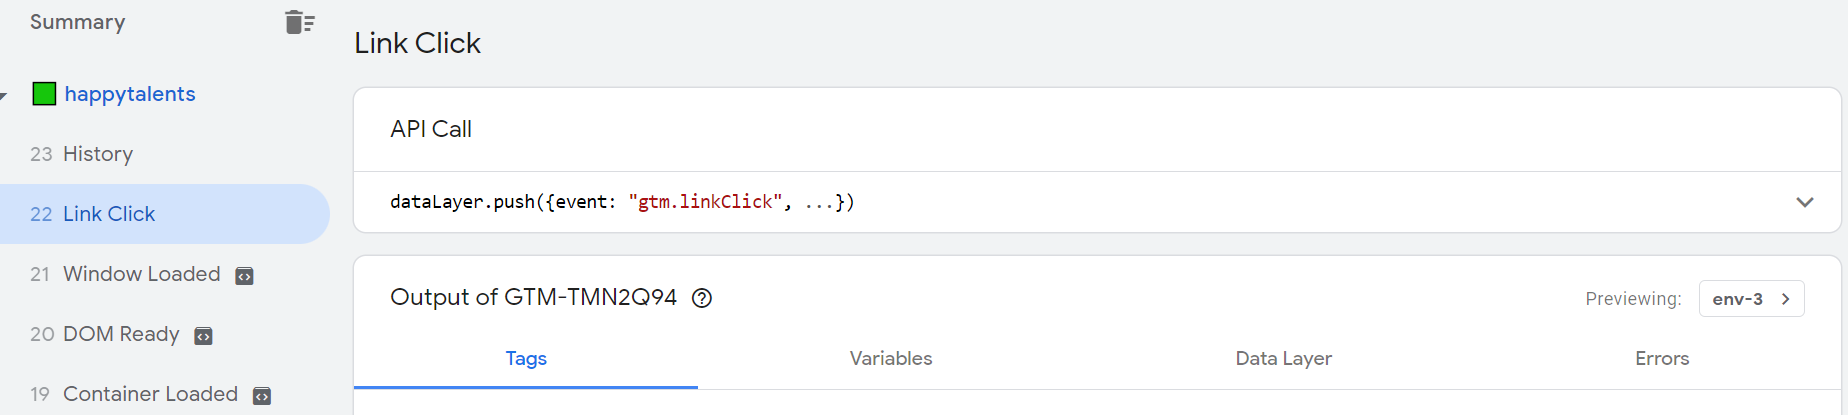 Summary
happytalents
23 History
22 Link Click
21 Window Loaded
20 DOM Ready
19 Container Loaded
Link Click
API Call
dataLayer.push({event: "gtm.linkClick", ...})
Output of GTM-TMN2Q94
Previewing: env-3
Tags Variables Data Layer Errors